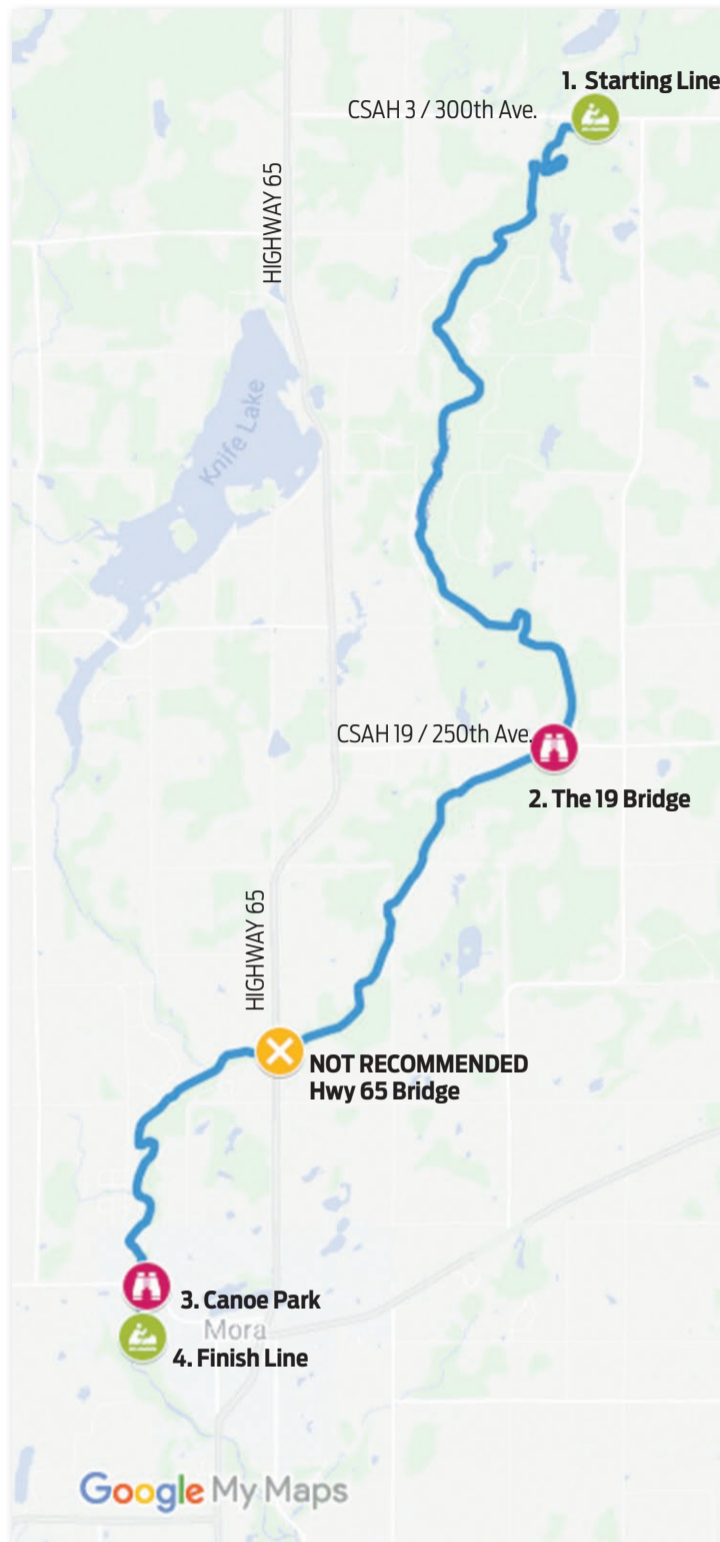 1. Starting Line
CSAH 3 / 300th Ave.
HIGHWAY 65
Knife Lake
CSAH 19 / 250th Ave.
2. The 19 Bridge
HIGHWAY 65
NOT RECOMMENDED
Hwy 65 Bridge
3. Canoe Park
Mora
4. Finish Line
Google My Maps